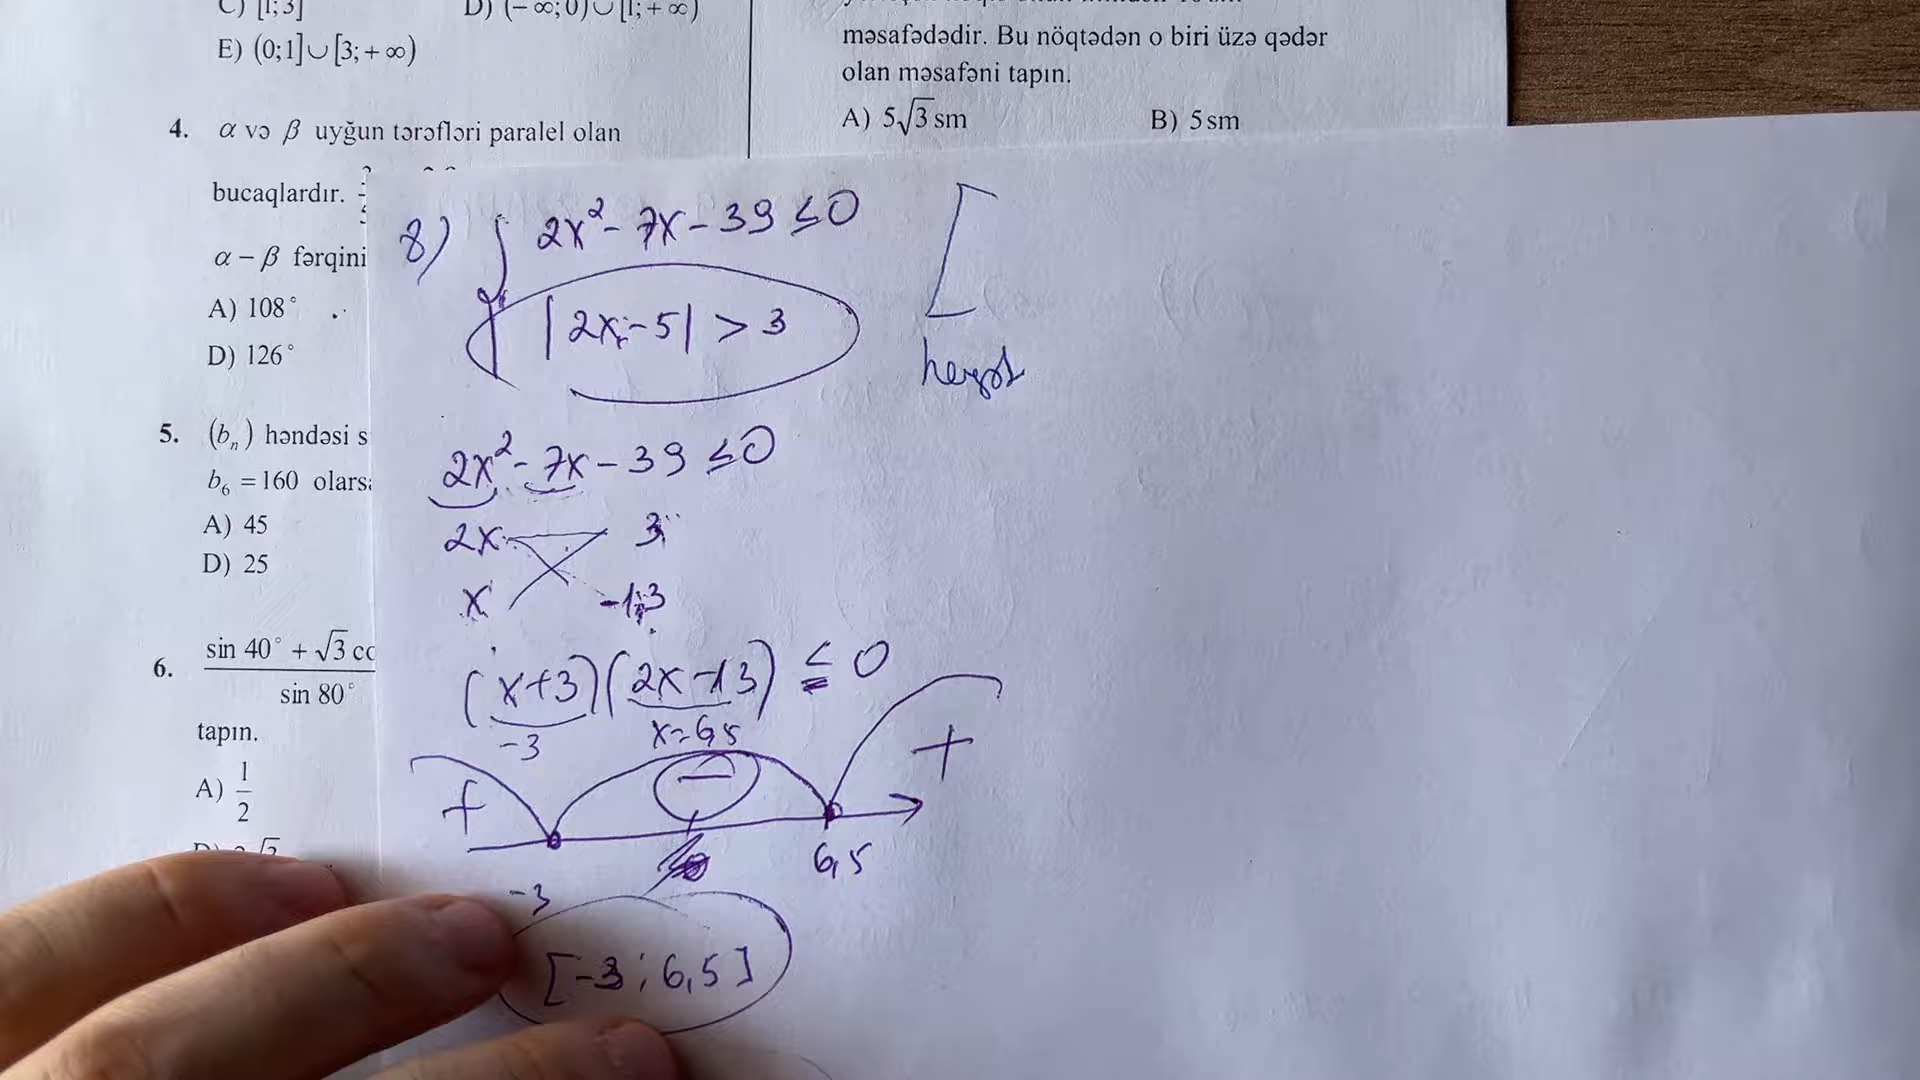 C) [1;3]
D) (−∞;0)∪[1;+∞)
E) (0;1]∪[3;+∞)
4. α və β uyğun tərəfləri paralel olan
bucaqlardır.
α − β fərqini
A) 108°
D) 126°
5. (bₙ) həndəsi s
b₆ = 160 olars
A) 45
D) 25
6. sin 40° + √3 co
sin 80°
tapın.
A) 1/2
məsafədədir. Bu nöqtədən o biri üzə qədər
olan məsafəni tapın.
A) 5√3 sm
B) 5 sm
8) 2x² - 7x - 39 ≤ 0
|2x - 5| > 3
2x² - 7x - 39 ≤ 0
2x 3
x -13
(x+3)(2x-13) ≤ 0
-3 x=6,5
+ − +
-3 6,5
[-3; 6,5]